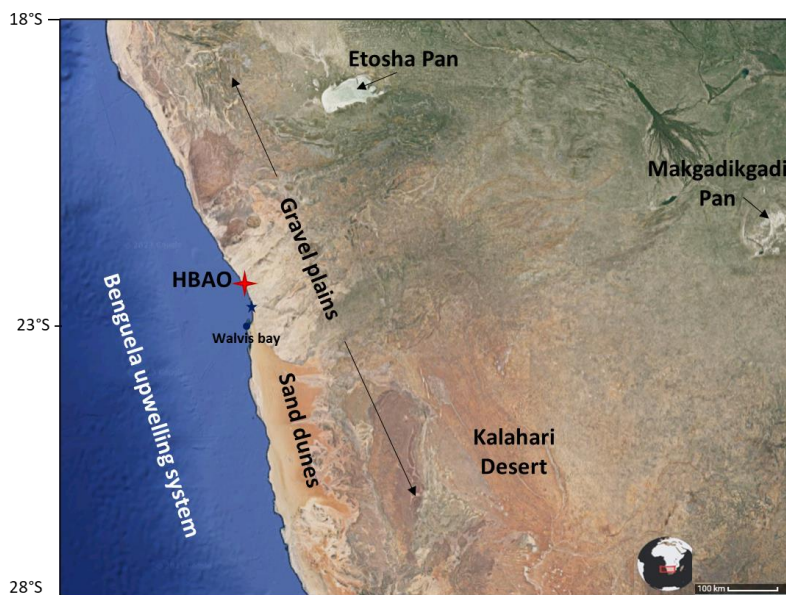 18°S
Etosha Pan
Makgadikgadi
Pan
Gravel plains
HBAO
Benguela upwelling system
23°S
Walvis bay
Sand dunes
Kalahari
Desert
28°S
100 km